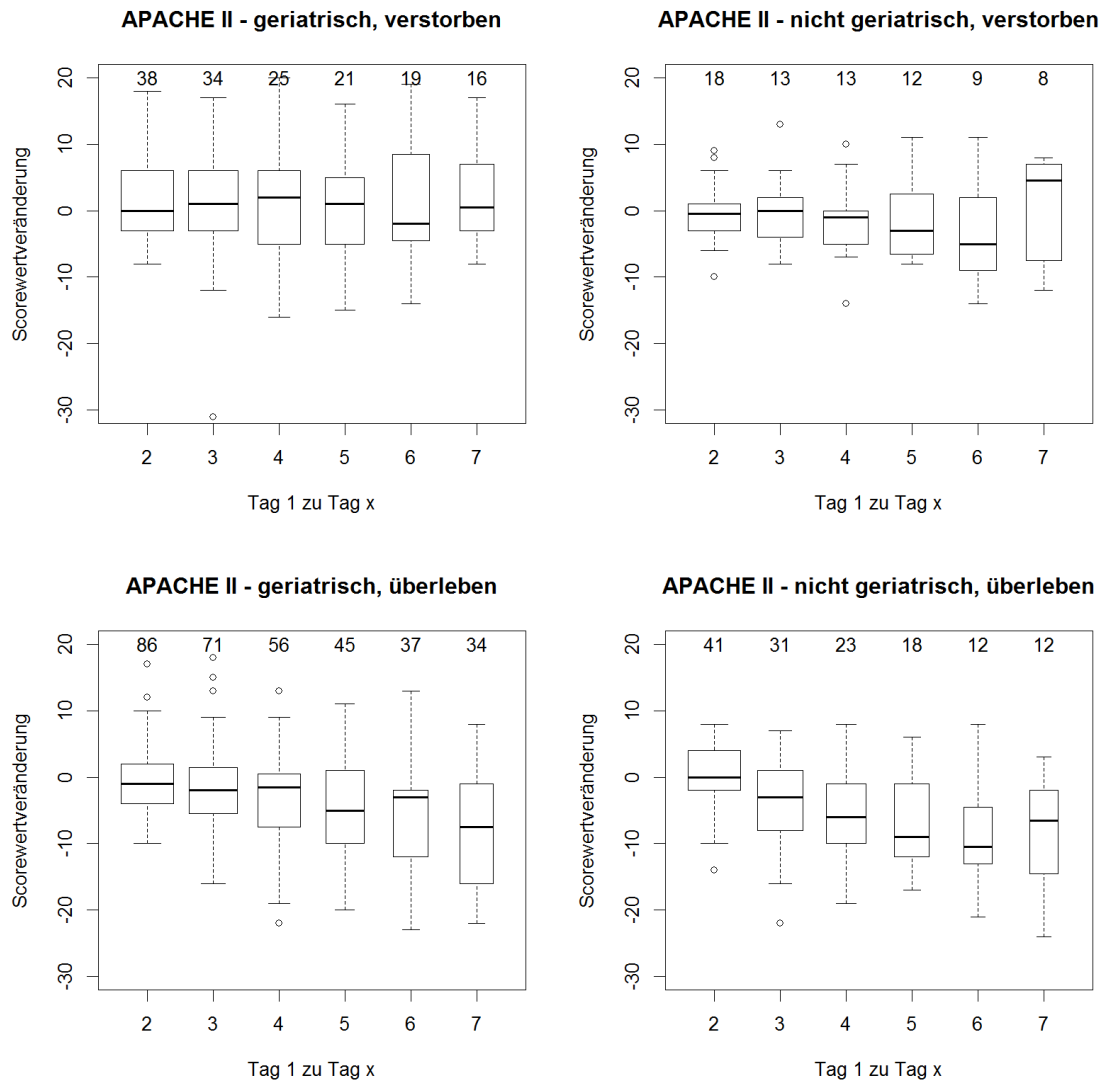 APACHE II - geriatrisch, verstorben
38 34 25 21 19 16
20
10
0
-10
-20
-30
Scorewertveränderung
2 3 4 5 6 7
Tag 1 zu Tag x
APACHE II - nicht geriatrisch, verstorben
18 13 13 12 9 8
20
10
0
-10
-20
-30
Scorewertveränderung
2 3 4 5 6 7
Tag 1 zu Tag x
APACHE II - geriatrisch, überleben
86 71 56 45 37 34
20
10
0
-10
-20
-30
Scorewertveränderung
2 3 4 5 6 7
Tag 1 zu Tag x
APACHE II - nicht geriatrisch, überleben
41 31 23 18 12 12
20
10
0
-10
-20
-30
Scorewertveränderung
2 3 4 5 6 7
Tag 1 zu Tag x